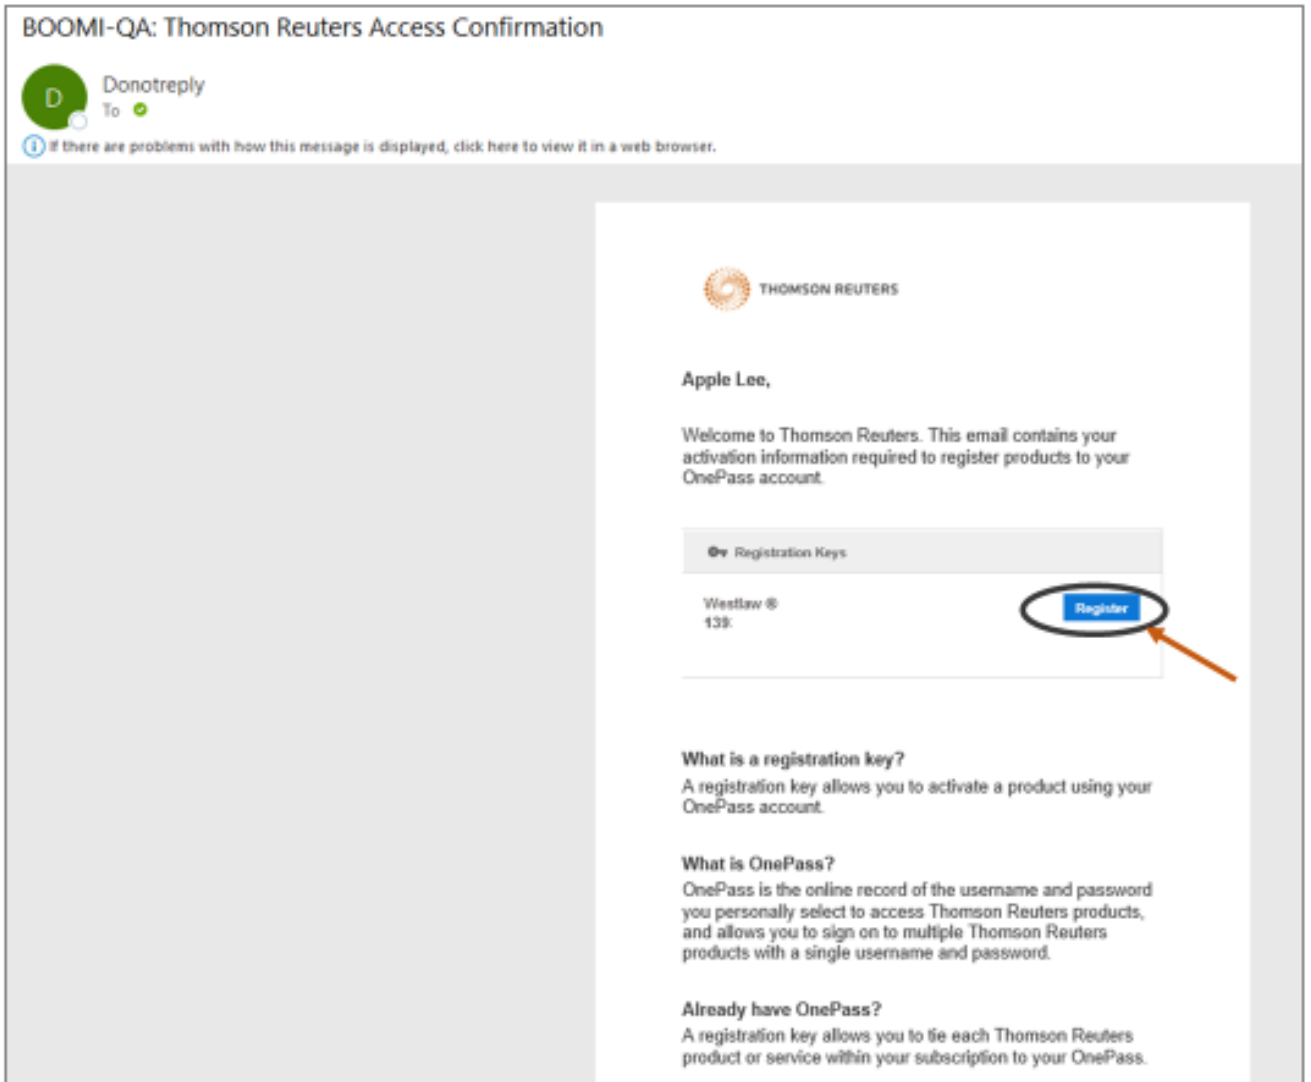 BOOMI-QA: Thomson Reuters Access Confirmation
D
Donotreply
To
If there are problems with how this message is displayed, click here to view it in a web browser.
THOMSON REUTERS
Apple Lee,
Welcome to Thomson Reuters. This email contains your
activation information required to register products to your
OnePass account.
Registration Keys
Westlaw ®
Register
139
What is a registration key?
A registration key allows you to activate a product using your
OnePass account.
What is OnePass?
OnePass is the online record of the username and password
you personally select to access Thomson Reuters products,
and allows you to sign on to multiple Thomson Reuters
products with a single username and password.
Already have OnePass?
A registration key allows you to tie each Thomson Reuters
product or service within your subscription to your OnePass.